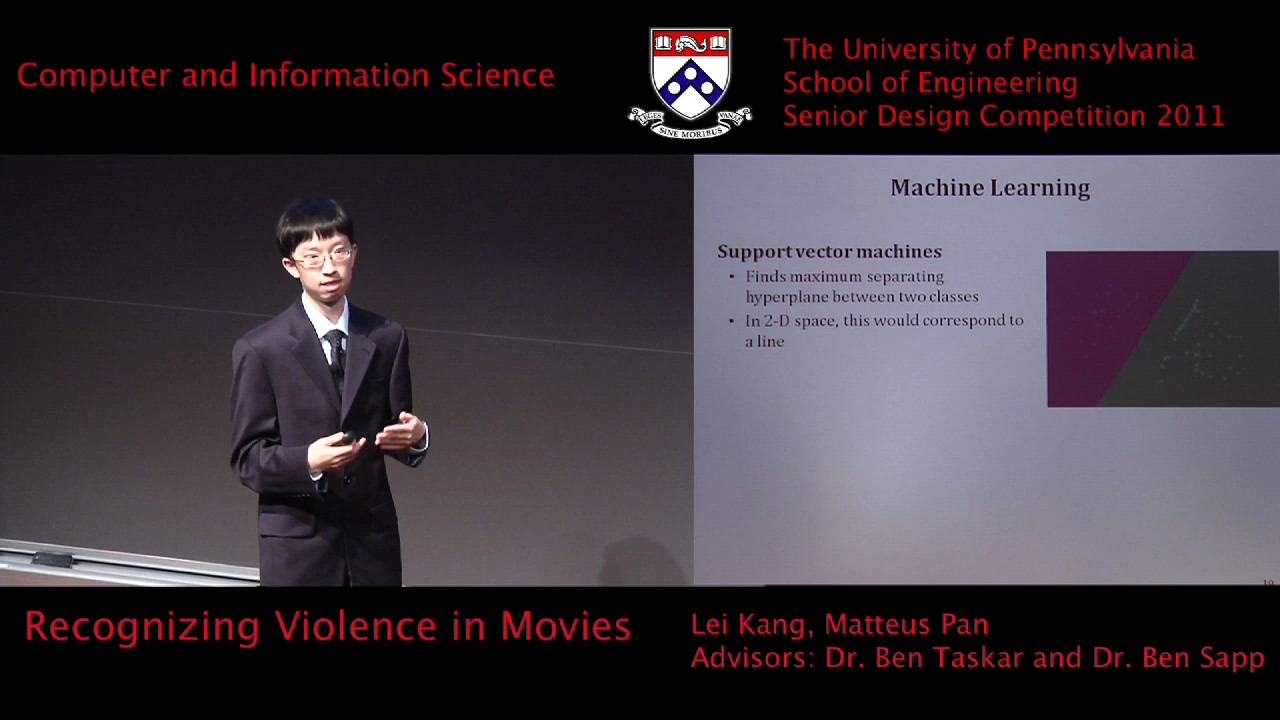 Computer and Information Science
LEGES
VANAE
SINE MORIBUS
The University of Pennsylvania
School of Engineering
Senior Design Competition 2011
Machine Learning
Support vector machines
• Finds maximum separating
hyperplane between two classes
• In 2-D space, this would correspond to
a line
Recognizing Violence in Movies
Lei Kang, Matteus Pan
Advisors: Dr. Ben Taskar and Dr. Ben Sapp